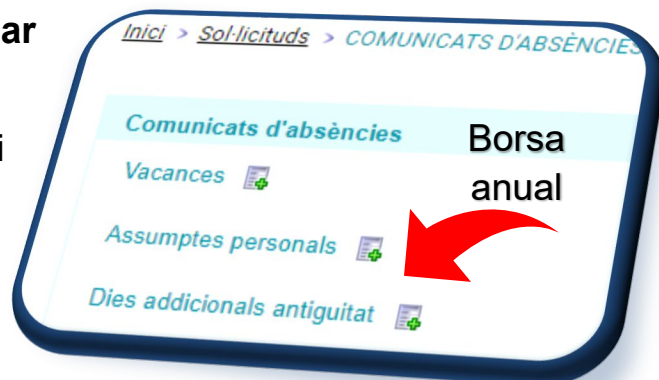 ar
i
Inici > Sol·licituds > COMUNICATS D'ABSÈNCIES
Comunicats d'absències
Borsa
anual
Vacances
Assumptes personals
Dies addicionals antiguitat